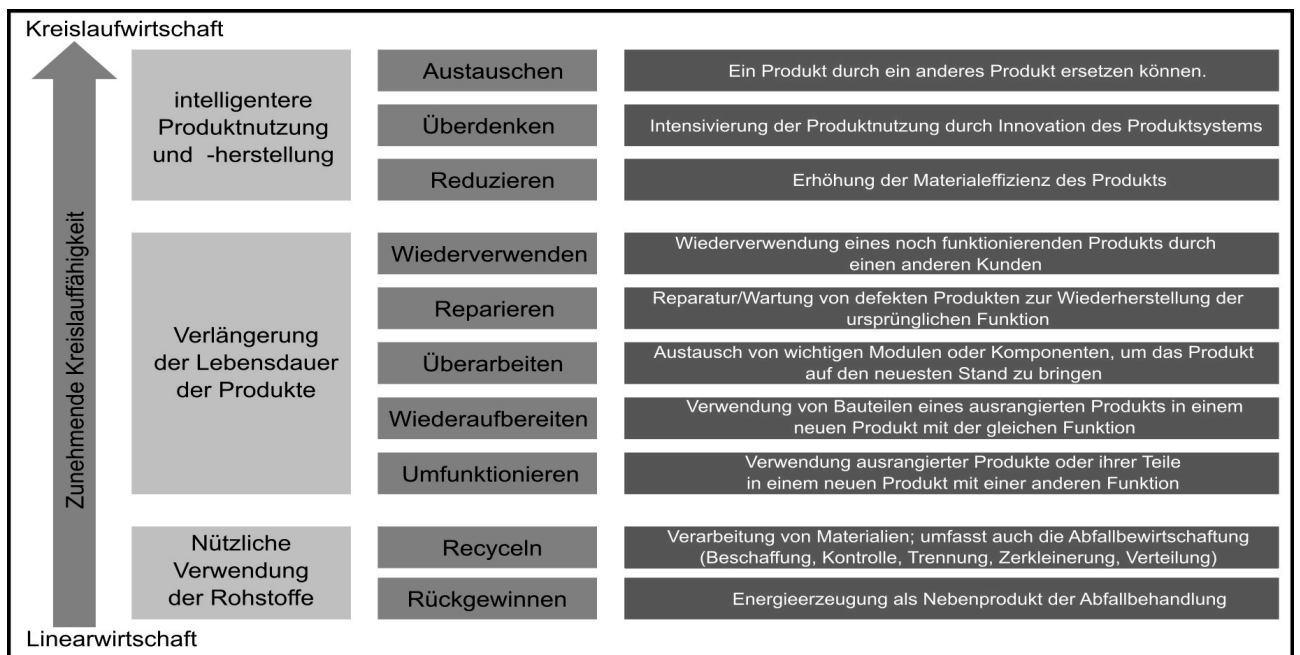 Kreislaufwirtschaft
Zunehmende Kreislauffähigkeit
intelligentere
Produktnutzung
und -herstellung
Austauschen
Ein Produkt durch ein anderes Produkt ersetzen können.
Überdenken
Intensivierung der Produktnutzung durch Innovation des Produktsystems
Reduzieren
Erhöhung der Materialeffizienz des Produkts
Verlängerung
der Lebensdauer
der Produkte
Wiederverwenden
Wiederverwendung eines noch funktionierenden Produkts durch
einen anderen Kunden
Reparieren
Reparatur/Wartung von defekten Produkten zur Wiederherstellung der
ursprünglichen Funktion
Überarbeiten
Austausch von wichtigen Modulen oder Komponenten, um das Produkt
auf den neuesten Stand zu bringen
Wiederaufbereiten
Verwendung von Bauteilen eines ausrangierten Produkts in einem
neuen Produkt mit der gleichen Funktion
Umfunktionieren
Verwendung ausrangierter Produkte oder ihrer Teile
in einem neuen Produkt mit einer anderen Funktion
Nützliche
Verwendung
der Rohstoffe
Recyceln
Verarbeitung von Materialien; umfasst auch die Abfallbewirtschaftung
(Beschaffung, Kontrolle, Trennung, Zerkleinerung, Verteilung)
Rückgewinnen
Energieerzeugung als Nebenprodukt der Abfallbehandlung
Linearwirtschaft